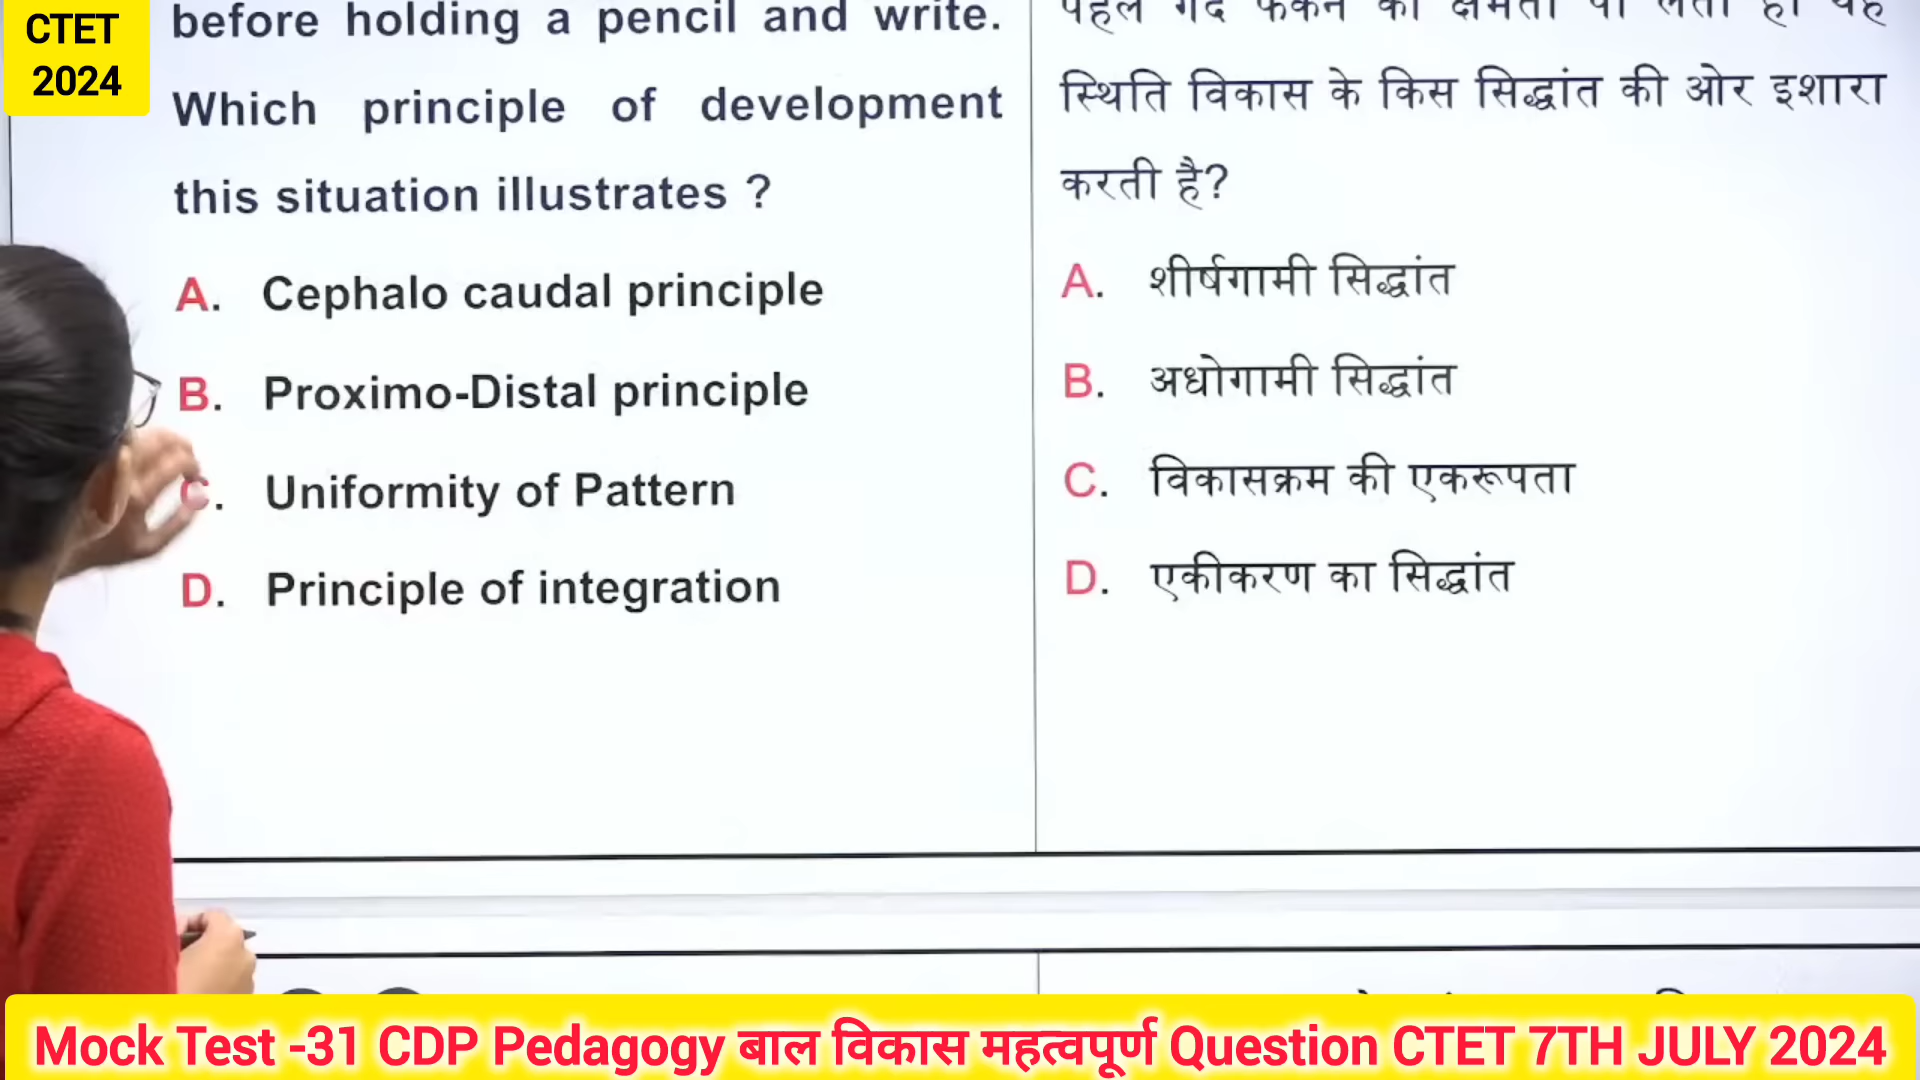 CTET
2024
before holding a pencil and write.
Which principle of development
this situation illustrates ?
A. Cephalo caudal principle
B. Proximo-Distal principle
C. Uniformity of Pattern
D. Principle of integration
स्थिति विकास के किस सिद्धांत की ओर इशारा
करती है?
A. शीर्षगामी सिद्धांत
B. अधोगामी सिद्धांत
C. विकासक्रम की एकरूपता
D. एकीकरण का सिद्धांत
Mock Test -31 CDP Pedagogy बाल विकास महत्वपूर्ण Question CTET 7TH JULY 2024